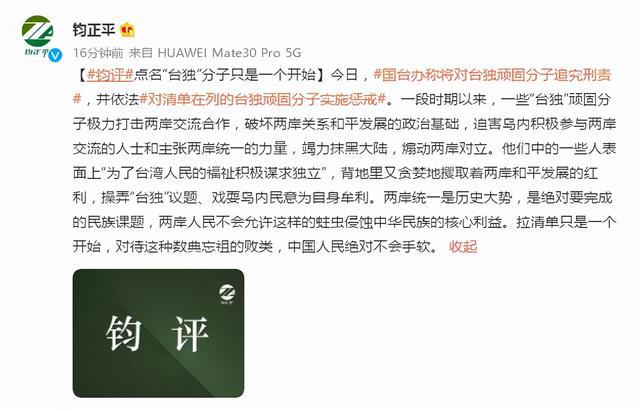 钧正平
16分钟前 来自 HUAWEI Mate30 Pro 5G
【#钧评#点名“台独”分子只是一个开始】今日，#国台办称将对台独顽固分子追究刑责
#，并依法#对清单在列的台独顽固分子实施惩戒#。一段时期以来，一些“台独”顽固分
子极力打击两岸交流合作，破坏两岸关系和平发展的政治基础，迫害岛内积极参与两岸
交流的人士和主张两岸统一的力量，竭力抹黑大陆，煽动两岸对立。他们中的一些人表
面上“为了台湾人民的福祉积极谋求独立”，背地里又贪婪地攫取着两岸和平发展的红
利，操弄“台独”议题、戏耍岛内民意为自身牟利。两岸统一是历史大势，是绝对要完成
的民族课题，两岸人民不会允许这样的蛀虫侵蚀中华民族的核心利益。拉清单只是一个
开始，对待这种数典忘祖的败类，中国人民绝对不会手软。 收起
钧正平
钧 评